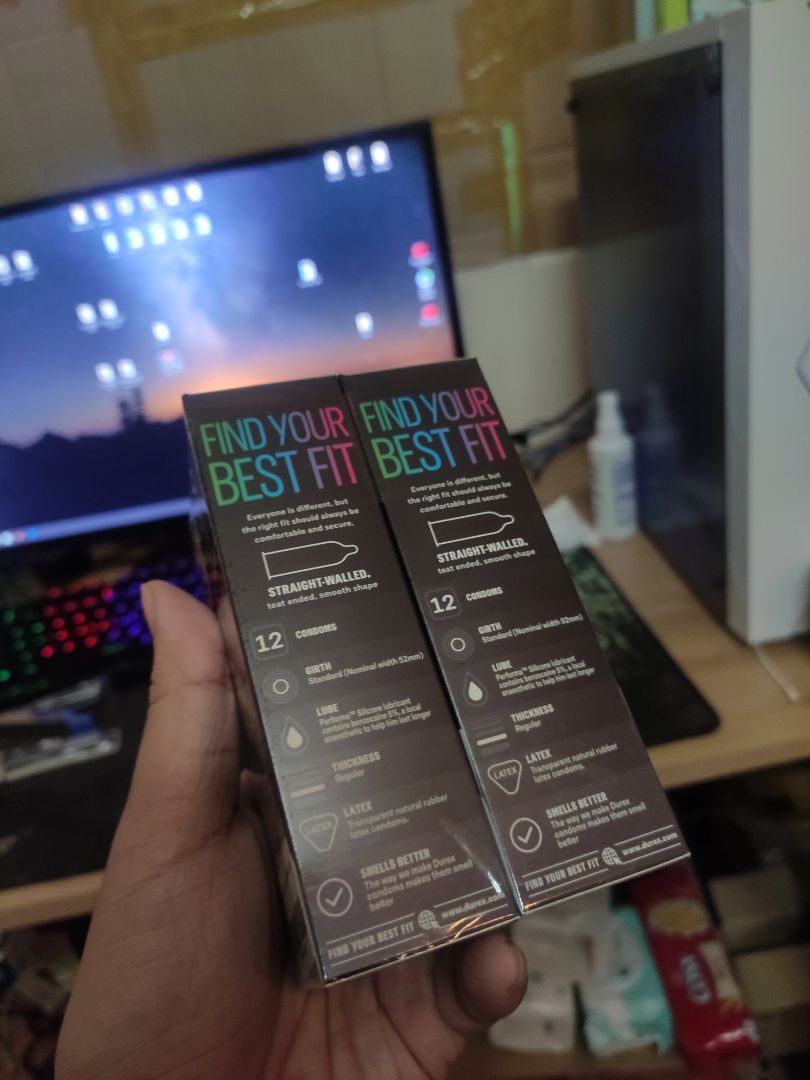 FIND YOUR
BEST FIT
Everyone is different, but
the right fit should always be
comfortable and secure.
STRAIGHT-WALLED,
teat ended, smooth shape
12 CONDOMS
GIRTH
Standard (Nominal width 52mm)
LUBE
Performa™ Silicone lubricant
contains benzocaine 5%, a local
anaesthetic to help him last longer
THICKNESS
Regular
LATEX
LATEX
Transparent natural rubber
latex condoms.
SMELLS BETTER
The way we make Durex
condoms makes them smell
better
FIND YOUR BEST FIT www.durex.com
FIND YOUR
BEST FIT
Everyone is different, but
the right fit should always be
comfortable and secure.
STRAIGHT-WALLED,
teat ended, smooth shape
12 CONDOMS
GIRTH
Standard (Nominal width 52mm)
LUBE
Performa™ Silicone lubricant
contains benzocaine 5%, a local
anaesthetic to help him last longer
THICKNESS
Regular
LATEX
LATEX
Transparent natural rubber
latex condoms.
SMELLS BETTER
The way we make Durex
condoms makes them smell
better
FIND YOUR BEST FIT www.durex.com